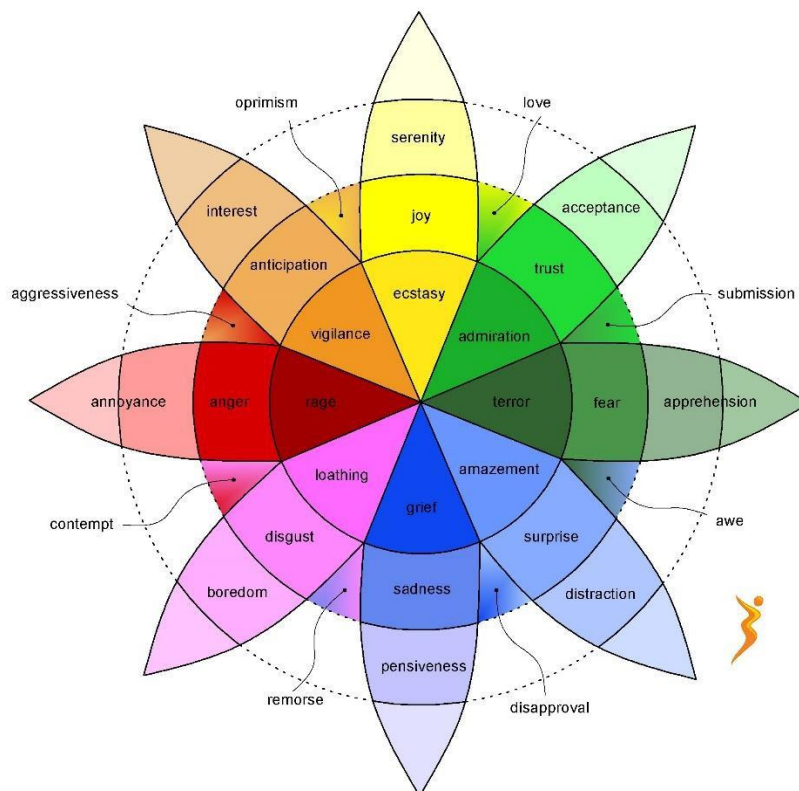 oprimism
love
serenity
interest
joy
acceptance
anticipation
trust
aggressiveness
ecstasy
submission
vigilance
admiration
annoyance
anger
rage
terror
fear
apprehension
loathing
amazement
contempt
grief
awe
disgust
surprise
boredom
sadness
distraction
pensiveness
remorse
disapproval